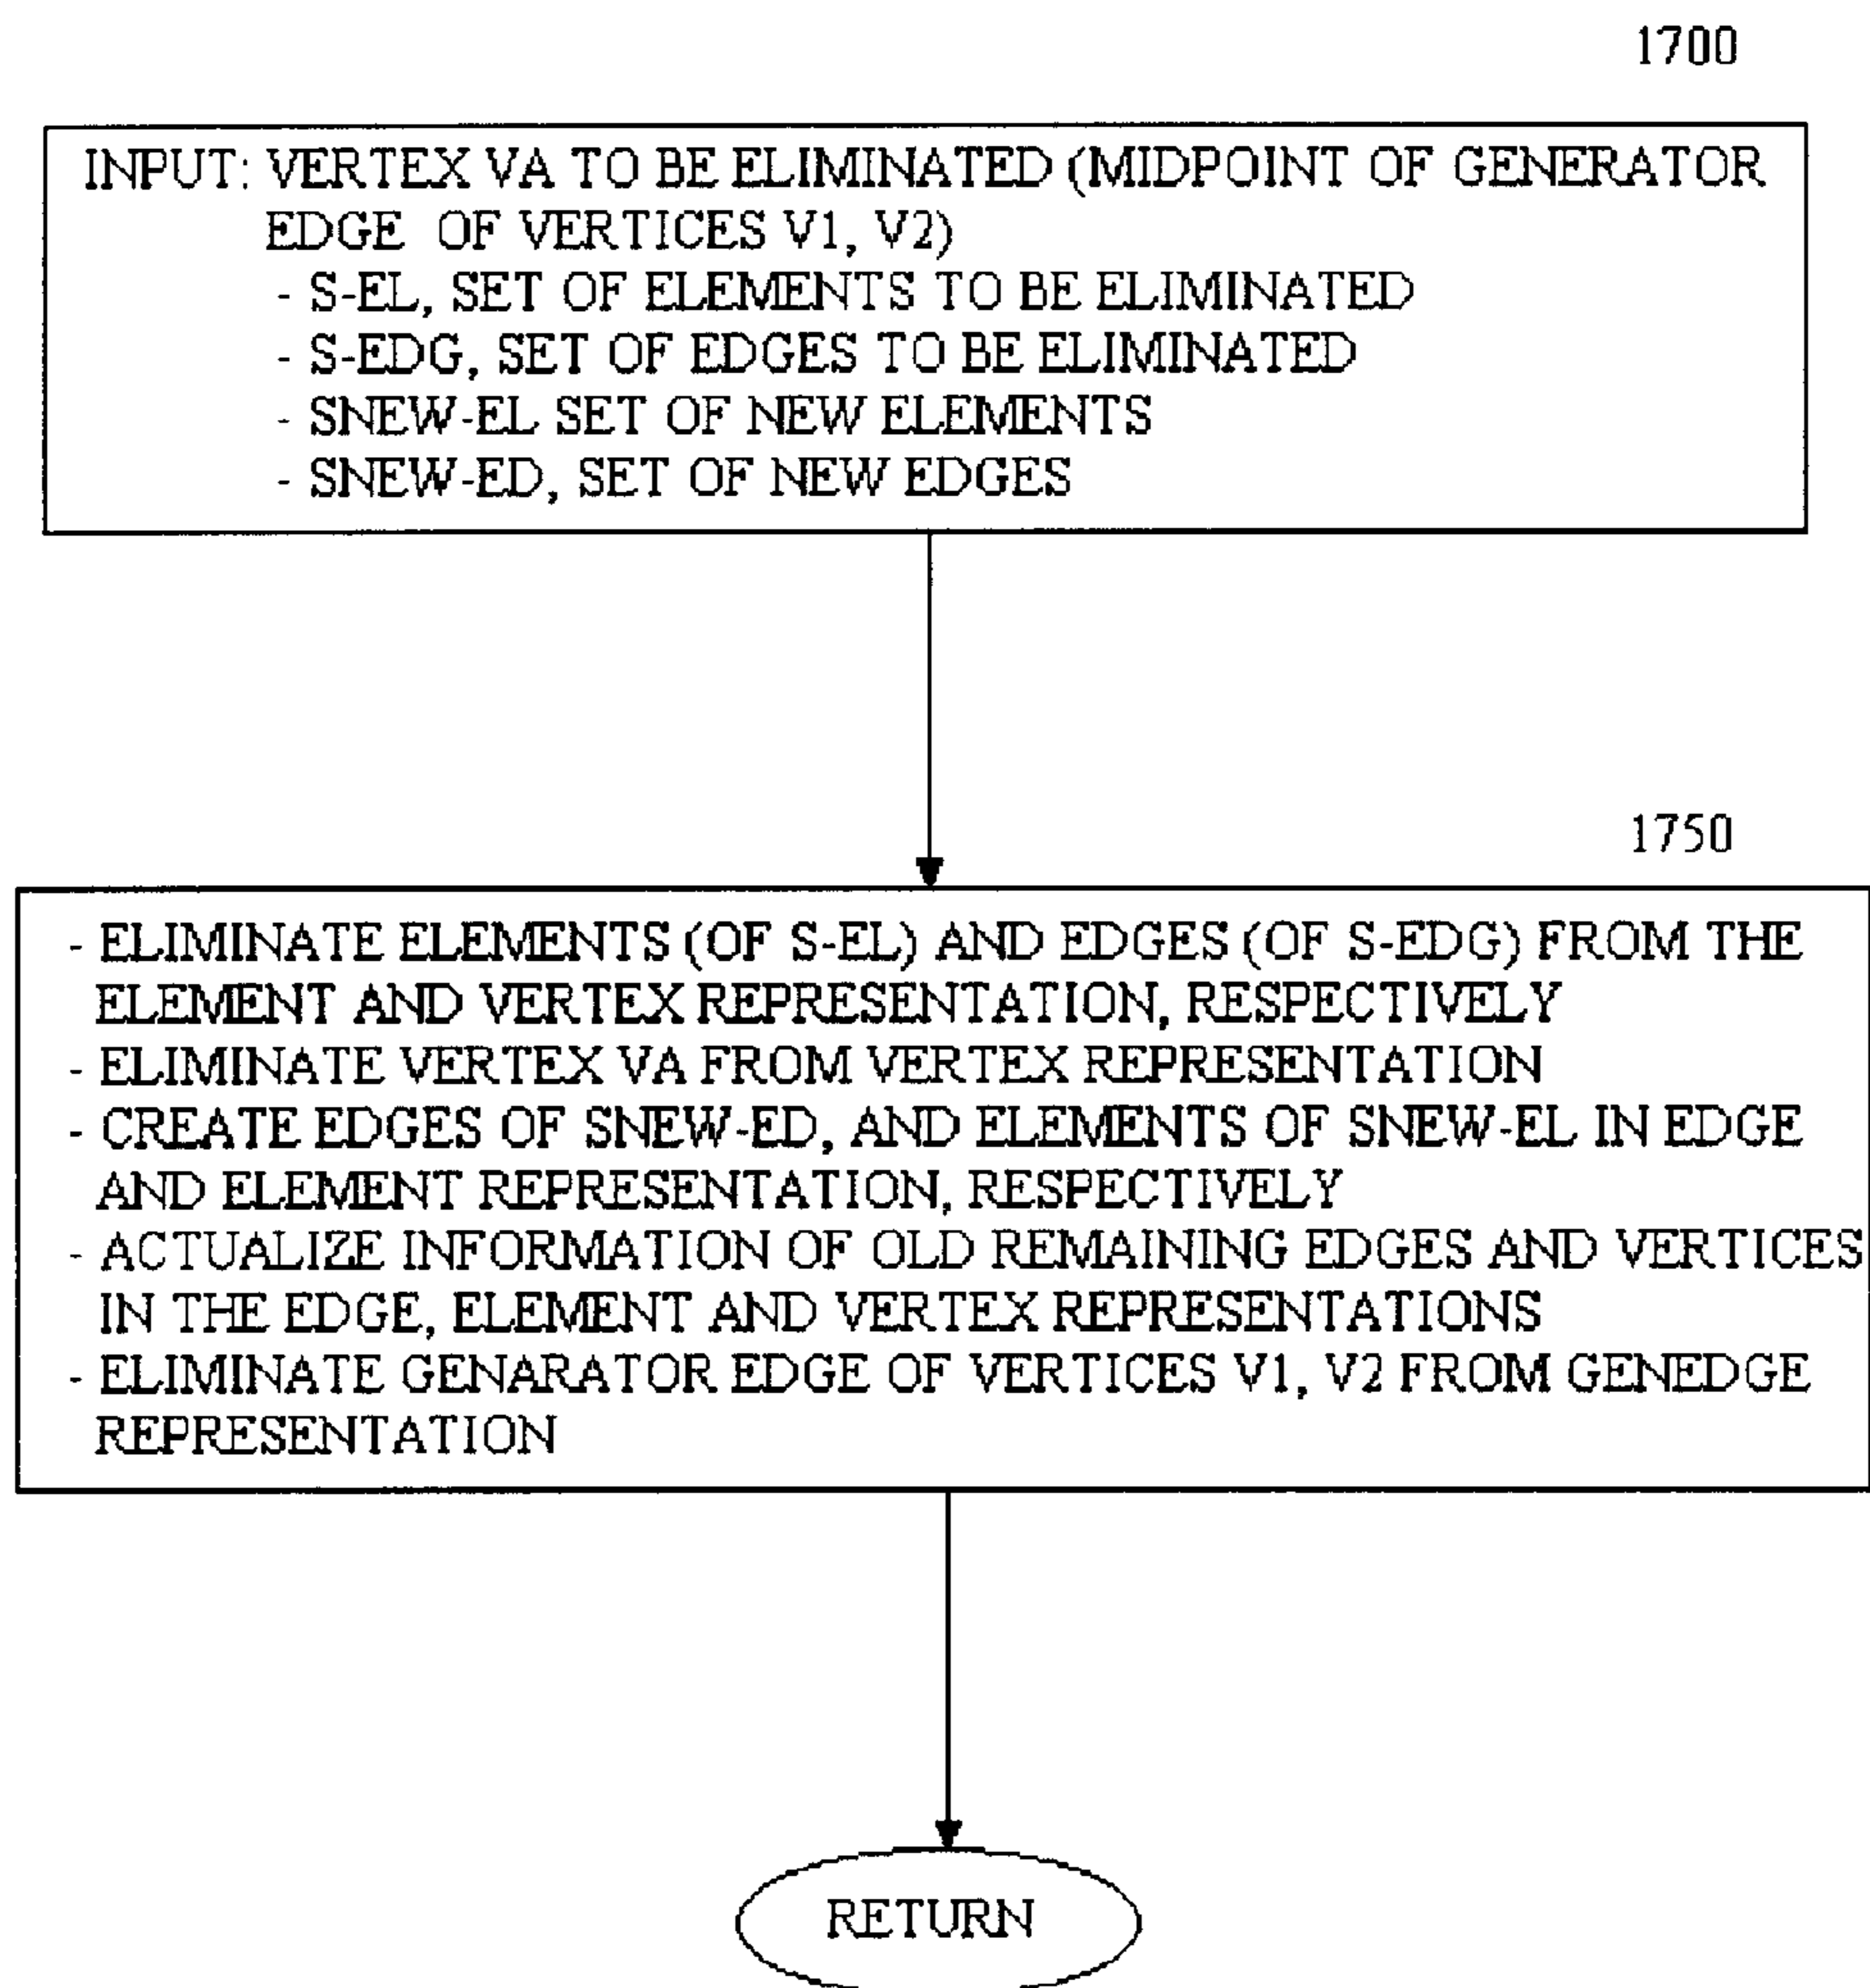 1700
INPUT: VERTEX VA TO BE ELIMINATED (MIDPOINT OF GENERATOR
EDGE OF VERTICES V1, V2)
- S-EL, SET OF ELEMENTS TO BE ELIMINATED
- S-EDG, SET OF EDGES TO BE ELIMINATED
- SNEW-EL SET OF NEW ELEMENTS
- SNEW-ED, SET OF NEW EDGES
1750
- ELIMINATE ELEMENTS (OF S-EL) AND EDGES (OF S-EDG) FROM THE
ELEMENT AND VERTEX REPRESENTATION, RESPECTIVELY
- ELIMINATE VERTEX VA FROM VERTEX REPRESENTATION
- CREATE EDGES OF SNEW-ED, AND ELEMENTS OF SNEW-EL IN EDGE
AND ELEMENT REPRESENTATION, RESPECTIVELY
- ACTUALIZE INFORMATION OF OLD REMAINING EDGES AND VERTICES
IN THE EDGE, ELEMENT AND VERTEX REPRESENTATIONS
- ELIMINATE GENARATOR EDGE OF VERTICES V1, V2 FROM GENEDGE
REPRESENTATION
RETURN